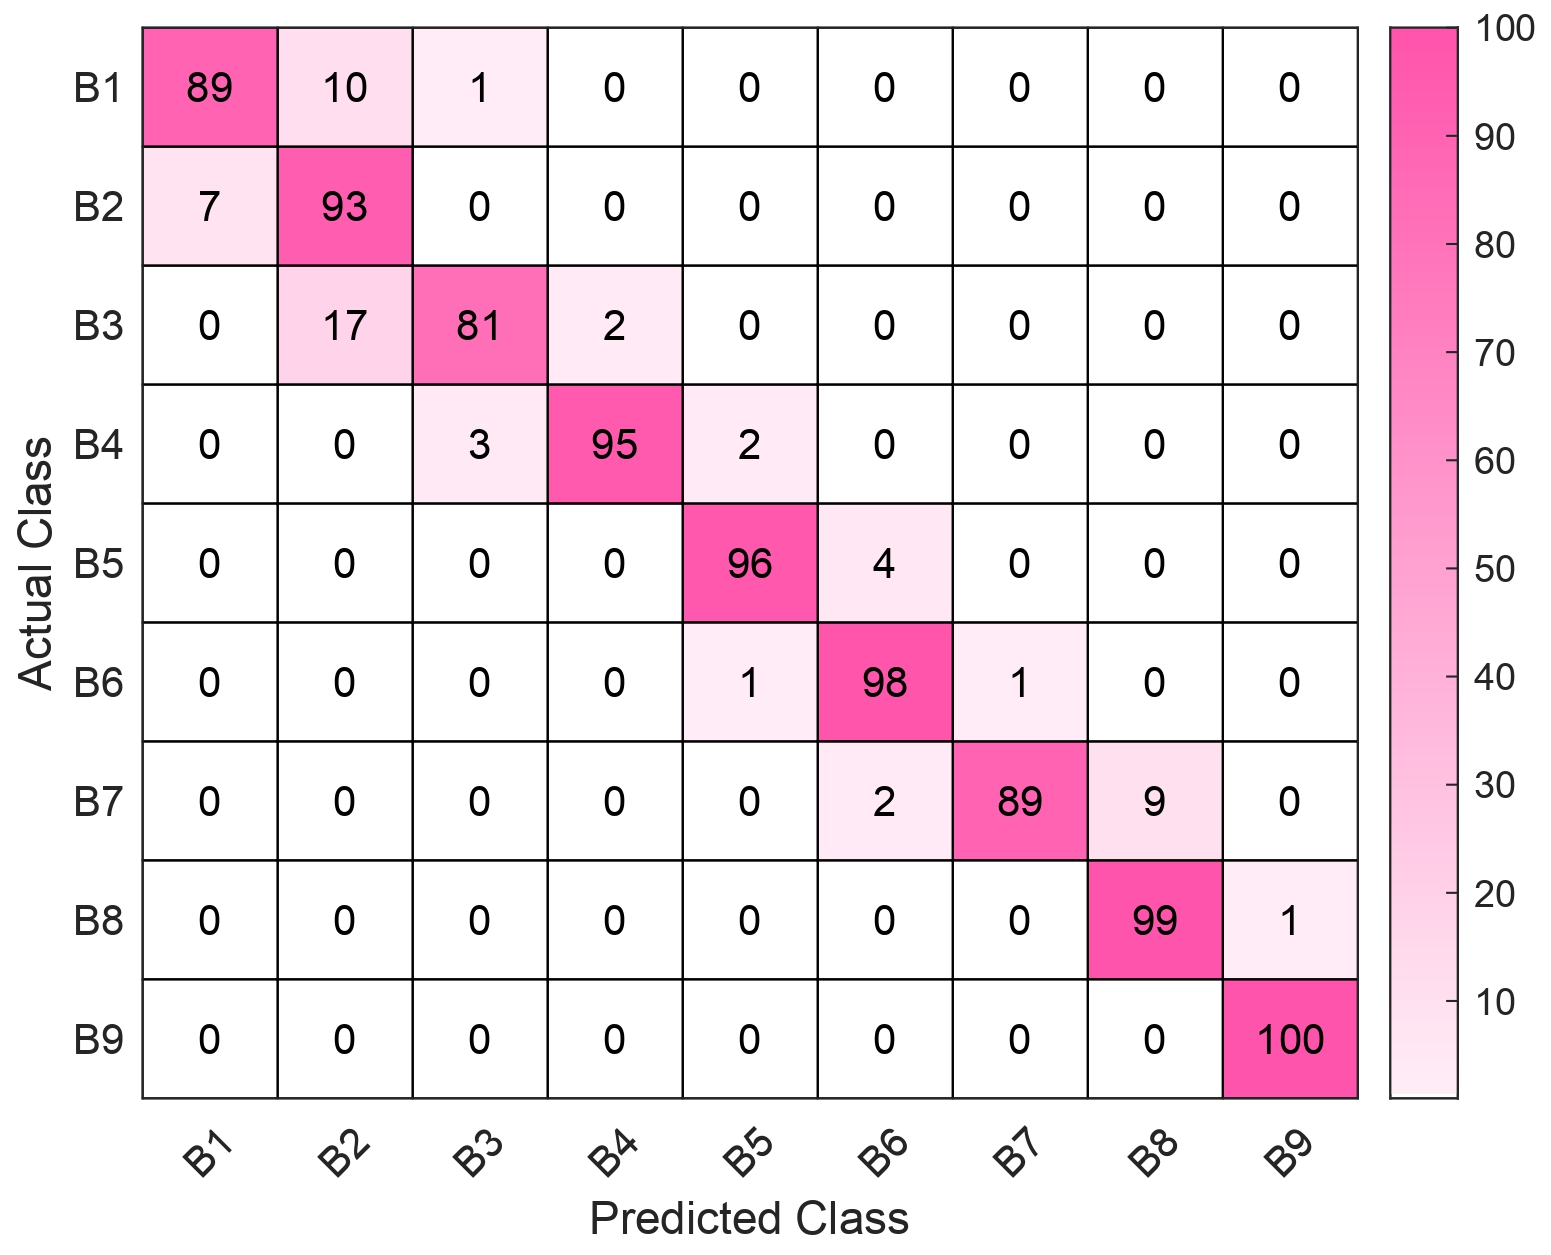 B1 89 10 1 0 0 0 0 0 0
B2 7 93 0 0 0 0 0 0 0
B3 0 17 81 2 0 0 0 0 0
B4 0 0 3 95 2 0 0 0 0
B5 0 0 0 0 96 4 0 0 0
B6 0 0 0 0 1 98 1 0 0
B7 0 0 0 0 0 2 89 9 0
B8 0 0 0 0 0 0 0 99 1
B9 0 0 0 0 0 0 0 0 100
B1 B2 B3 B4 B5 B6 B7 B8 B9
Predicted Class
Actual Class
100
90
80
70
60
50
40
30
20
10